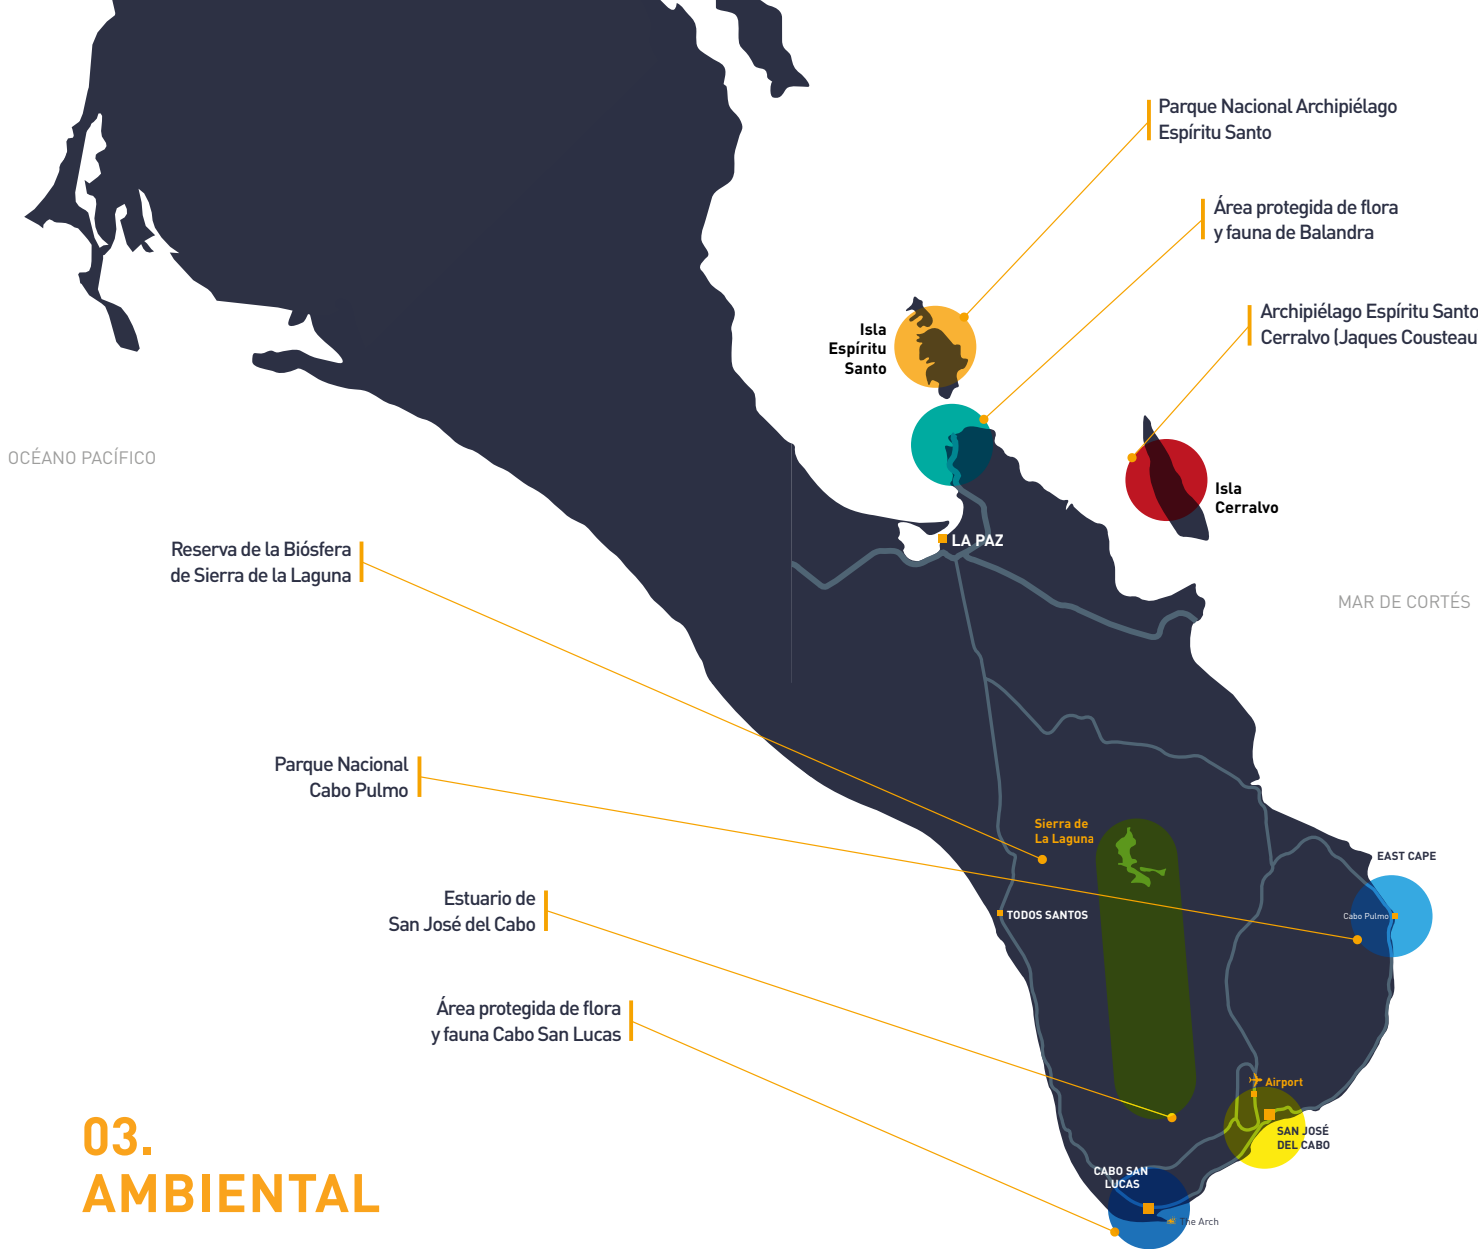 Parque Nacional Archipiélago
Espíritu Santo
Área protegida de flora
y fauna de Balandra
Archipiélago Espíritu Santo
Cerralvo (Jaques Cousteau
Isla
Espíritu
Santo
OCÉANO PACÍFICO
Isla
Cerralvo
LA PAZ
Reserva de la Biósfera
de Sierra de la Laguna
MAR DE CORTÉS
Parque Nacional
Cabo Pulmo
Sierra de
La Laguna
EAST CAPE
Cabo Pulmo
TODOS SANTOS
Estuario de
San José del Cabo
Área protegida de flora
y fauna Cabo San Lucas
Airport
SAN JOSÉ
DEL CABO
03.
AMBIENTAL
CABO SAN
LUCAS
The Arch